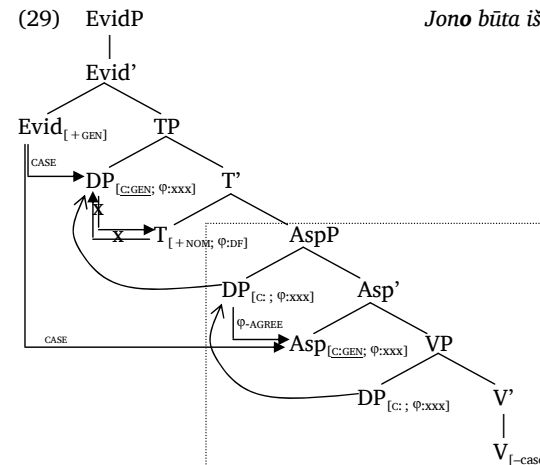 (29) EvidP Jono būta iš
Evid'
Evid[+GEN] TP
CASE
DP[C:GEN; φ:xxx] T'
x
x T[+NOM; φ:DF] AspP
DP[C: ; φ:xxx] Asp'
φ-AGREE
CASE Asp[C:GEN; φ:xxx] VP
DP[C: ; φ:xxx] V'
V[–case